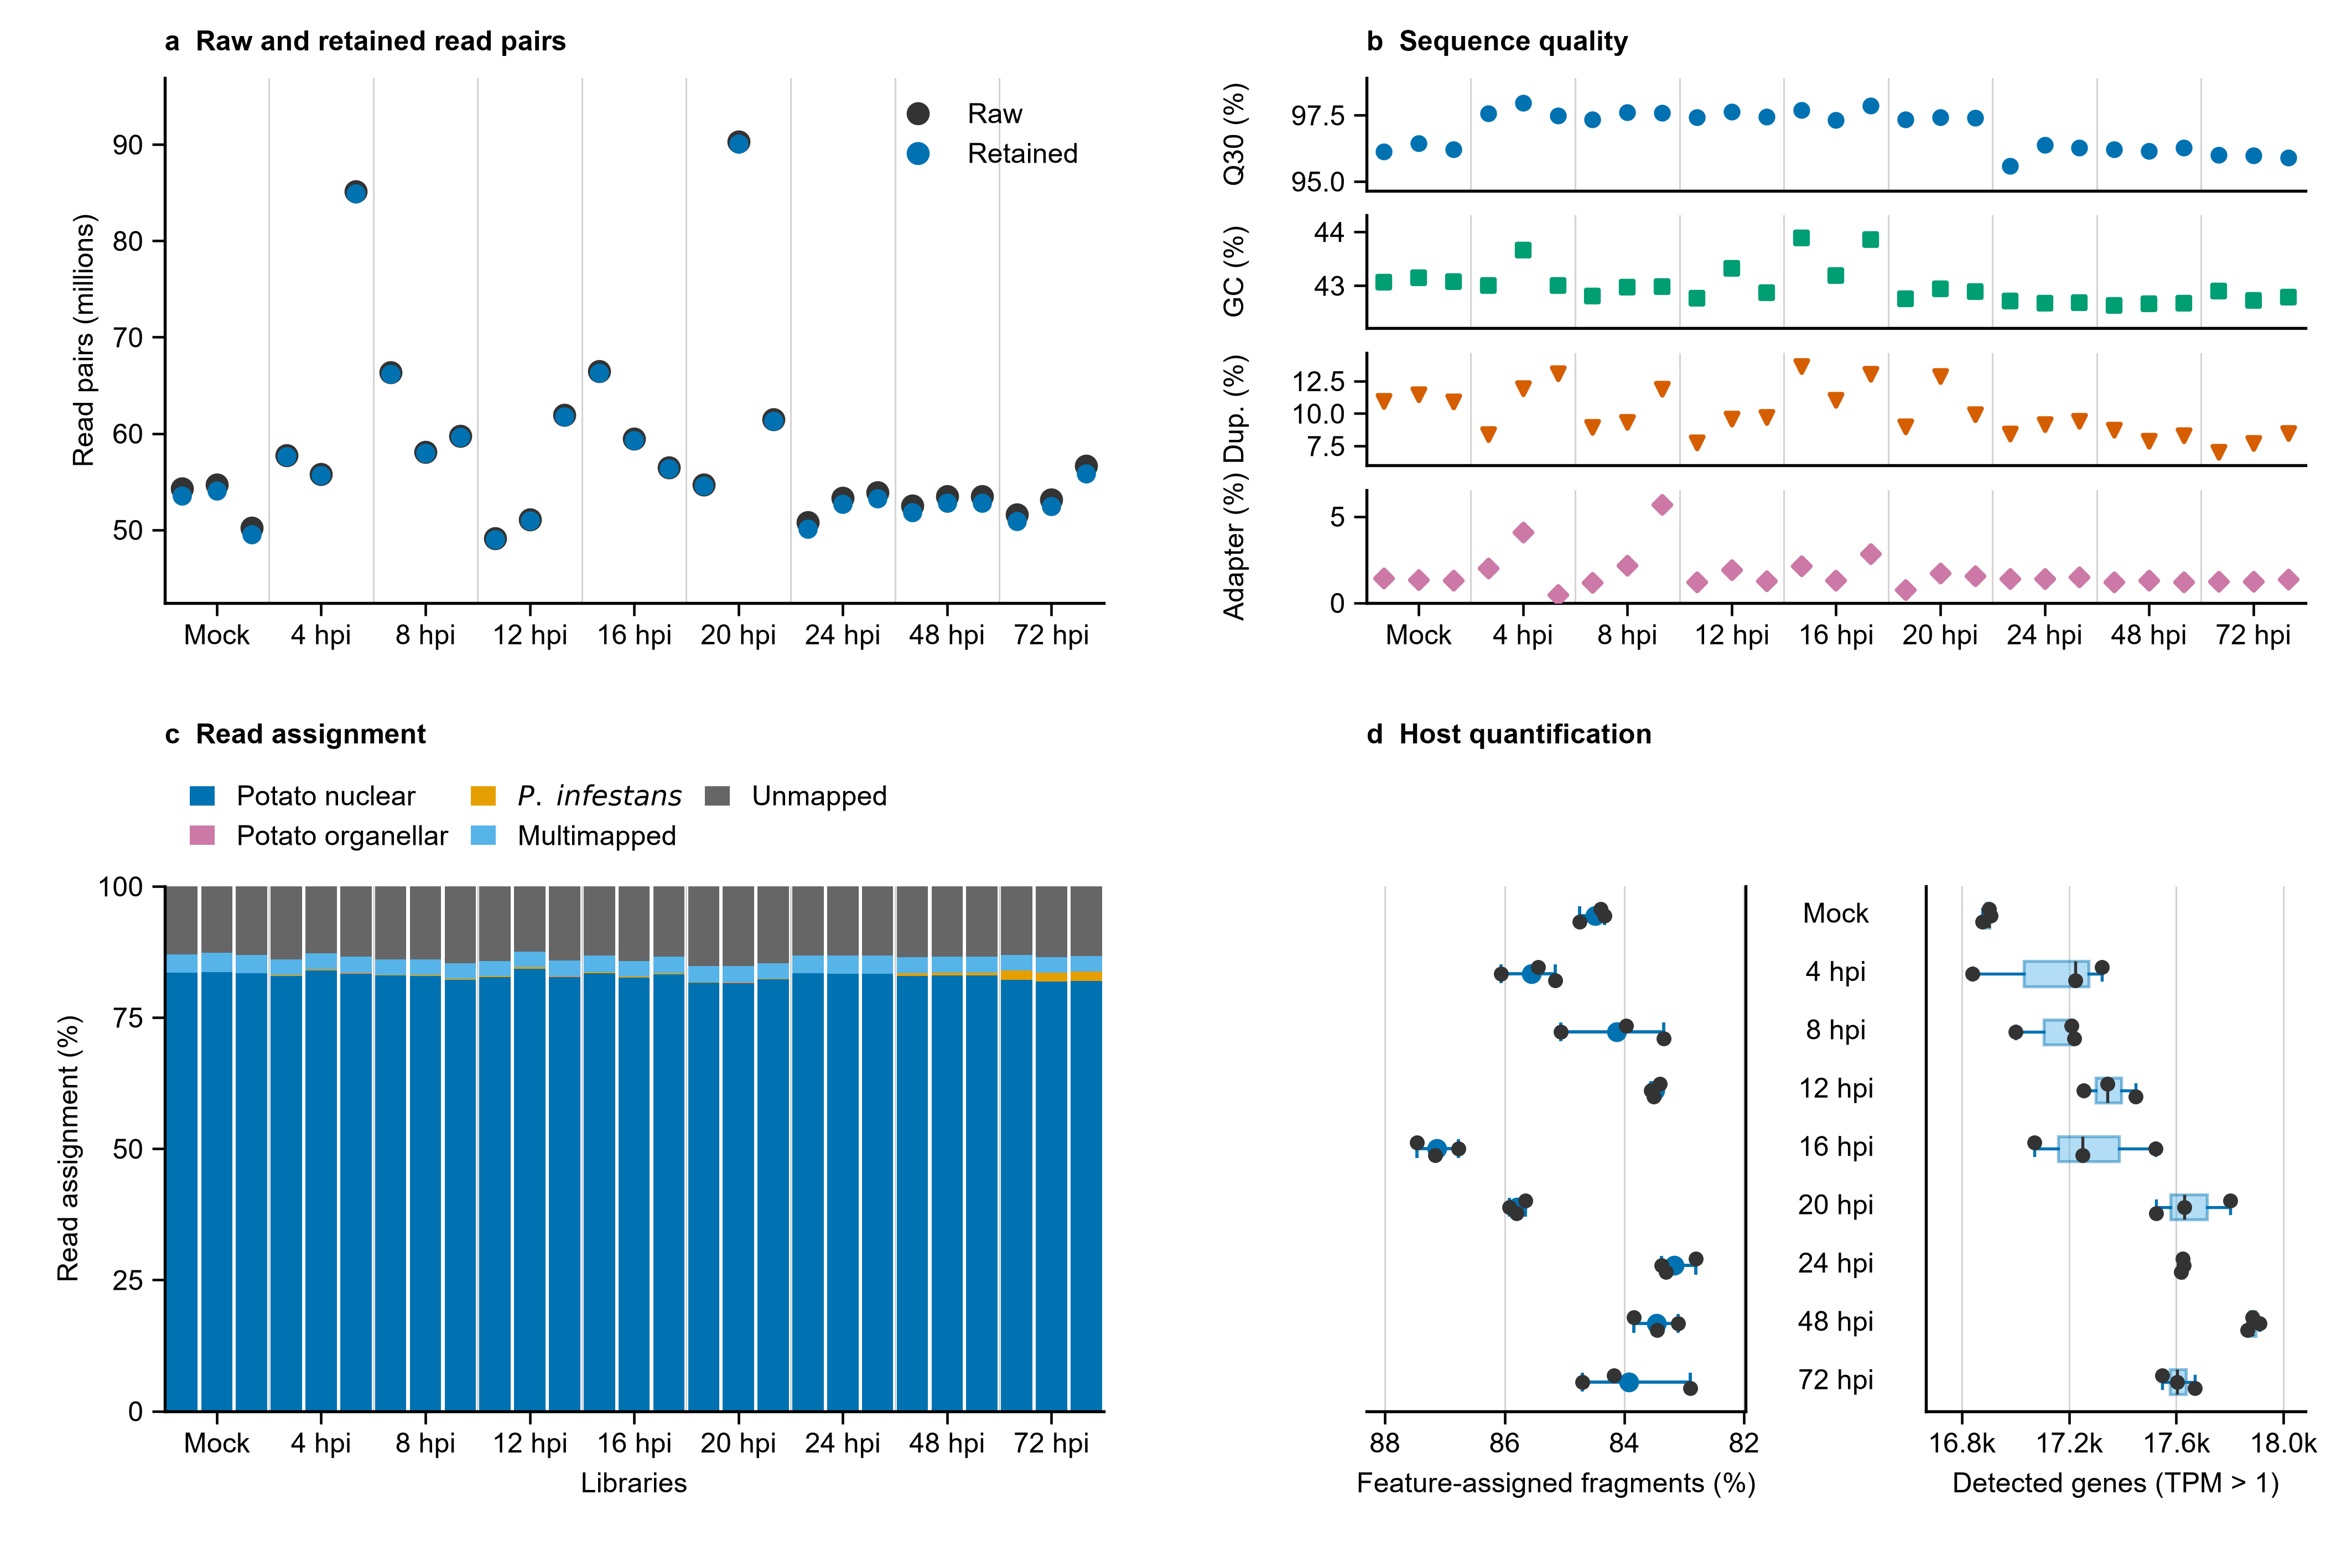 a Raw and retained read pairs
Read pairs (millions)
90
80
70
60
50
Raw
Retained
Mock 4 hpi 8 hpi 12 hpi 16 hpi 20 hpi 24 hpi 48 hpi 72 hpi
b Sequence quality
Q30 (%)
97.5
95.0
GC (%)
44
43
Dup. (%)
12.5
10.0
7.5
Adapter (%)
5
0
Mock 4 hpi 8 hpi 12 hpi 16 hpi 20 hpi 24 hpi 48 hpi 72 hpi
c Read assignment
Potato nuclear P. infestans Unmapped
Potato organellar Multimapped
Read assignment (%)
100
75
50
25
0
Mock 4 hpi 8 hpi 12 hpi 16 hpi 20 hpi 24 hpi 48 hpi 72 hpi
Libraries
d Host quantification
Mock
4 hpi
8 hpi
12 hpi
16 hpi
20 hpi
24 hpi
48 hpi
72 hpi
88 86 84 82
Feature-assigned fragments (%)
16.8k 17.2k 17.6k 18.0k
Detected genes (TPM > 1)